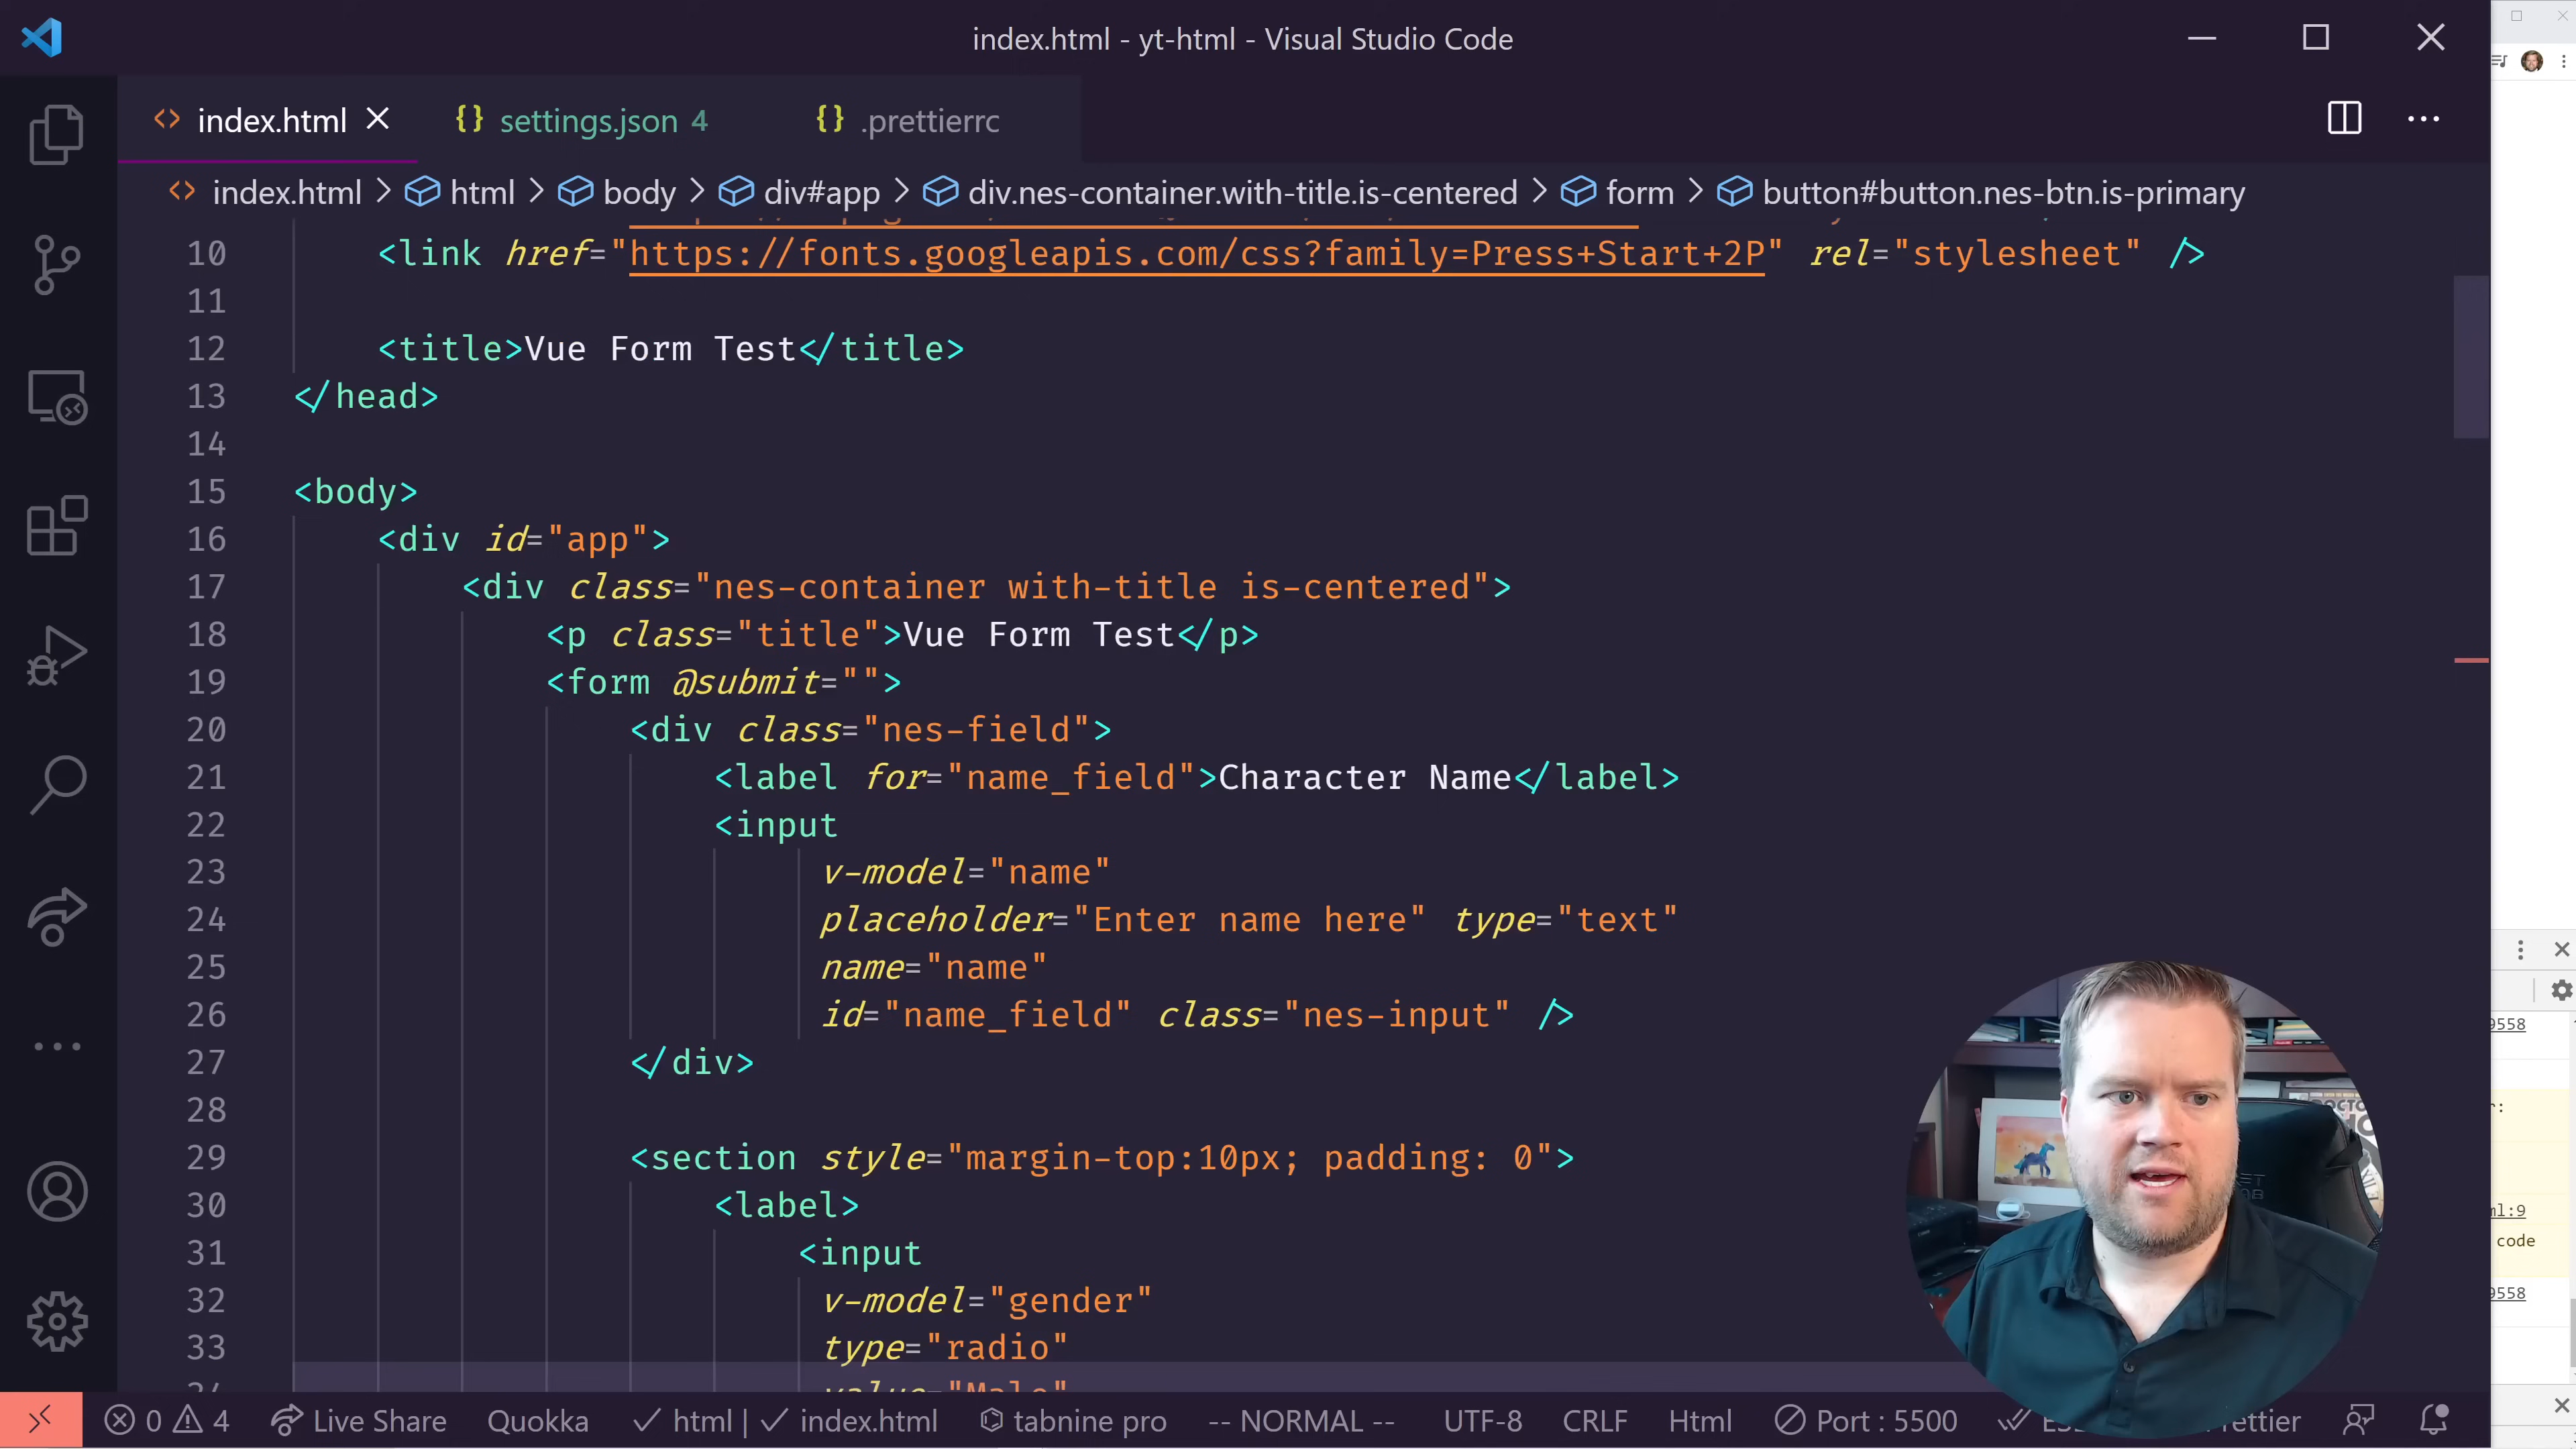 index.html - yt-html - Visual Studio Code
index.html
settings.json 4
.prettierrc
index.html > html > body > div#app > div.nes-container.with-title.is-centered > form > button#button.nes-btn.is-primary
10 <link href="https://fonts.googleapis.com/css?family=Press+Start+2P" rel="stylesheet" />
11
12 <title>Vue Form Test</title>
13 </head>
14
15 <body>
16 <div id="app">
17 <div class="nes-container with-title is-centered">
18 <p class="title">Vue Form Test</p>
19 <form @submit="">
20 <div class="nes-field">
21 <label for="name_field">Character Name</label>
22 <input
23 v-model="name"
24 placeholder="Enter name here" type="text"
25 name="name"
26 id="name_field" class="nes-input" />
27 </div>
28
29 <section style="margin-top:10px; padding: 0">
30 <label>
31 <input
32 v-model="gender"
33 type="radio"
0 4 Live Share Quokka html | index.html tabnine pro -- NORMAL -- UTF-8 CRLF Html Port : 5500
9558
ml:9
code
9558